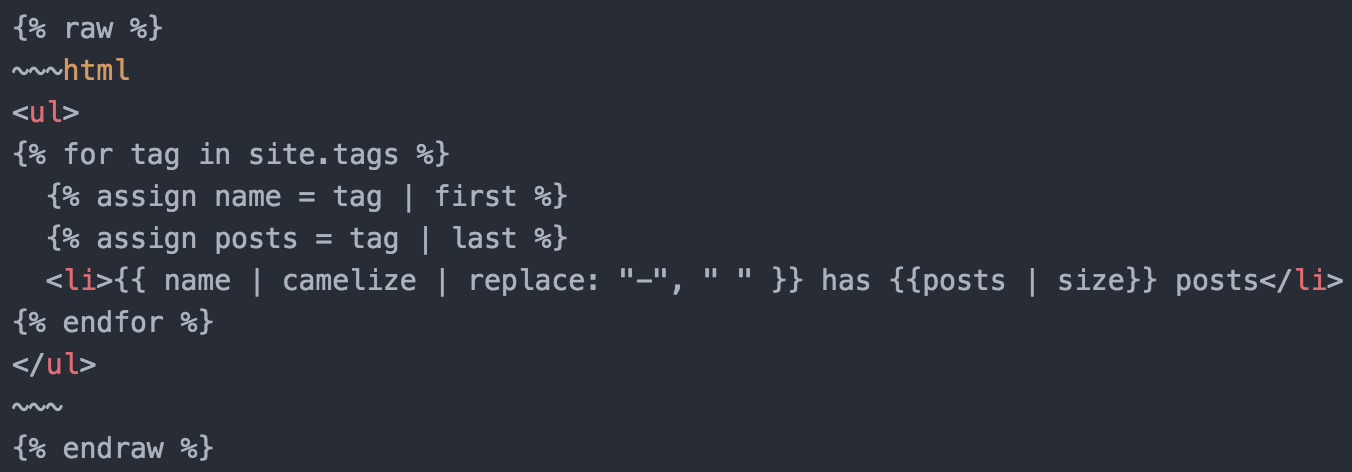 {% raw %}
~~~html
<ul>
{% for tag in site.tags %}
  {% assign name = tag | first %}
  {% assign posts = tag | last %}
  <li>{{ name | camelize | replace: "-", " " }} has {{posts | size}} posts</li>
{% endfor %}
</ul>
~~~
{% endraw %}